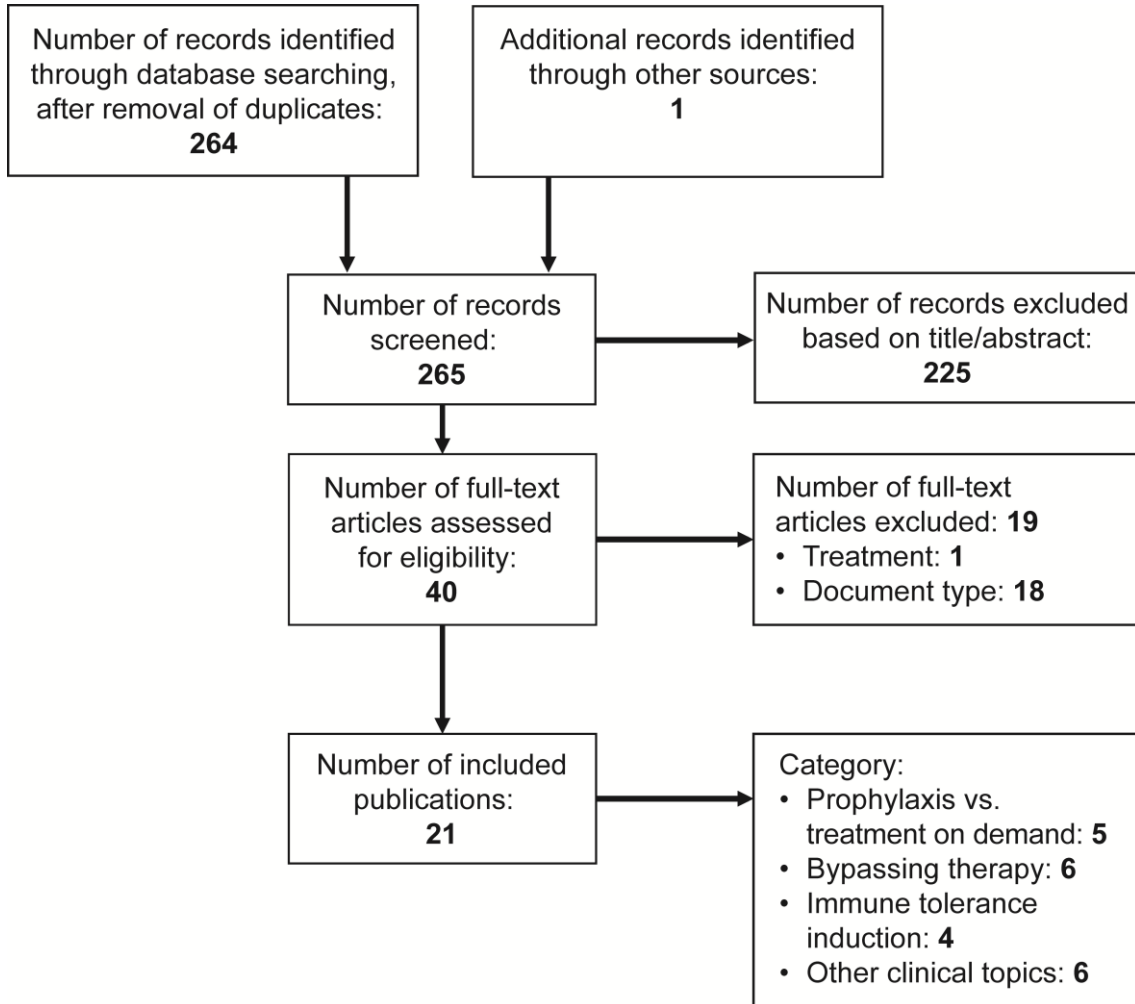 Number of records identified
through database searching,
after removal of duplicates:
264
Additional records identified
through other sources:
1
Number of records
screened:
265
Number of records excluded
based on title/abstract:
225
Number of full-text
articles assessed
for eligibility:
40
Number of full-text
articles excluded: 19
• Treatment: 1
• Document type: 18
Number of included
publications:
21
Category:
• Prophylaxis vs.
treatment on demand: 5
• Bypassing therapy: 6
• Immune tolerance
induction: 4
• Other clinical topics: 6